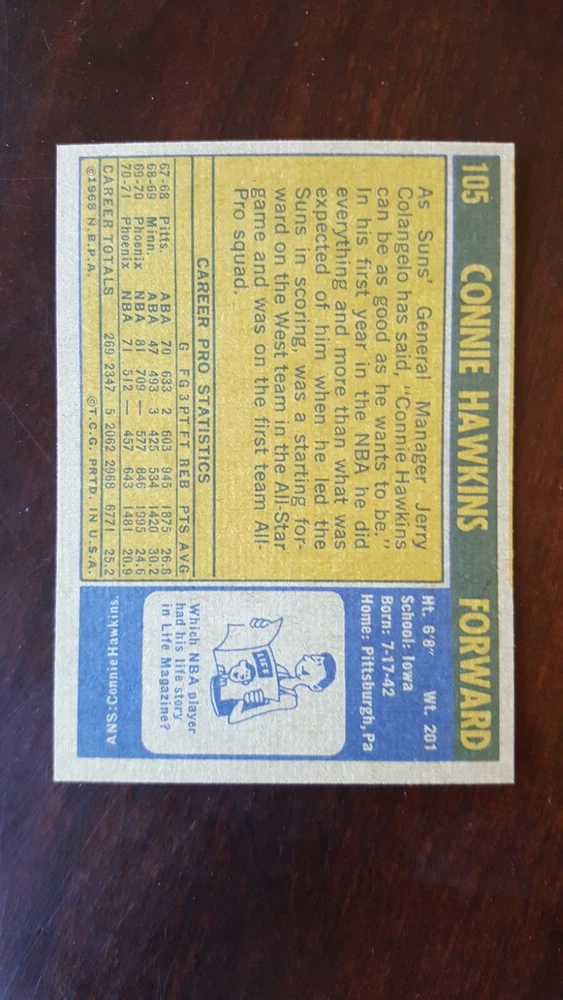 105 CONNIE HAWKINS FORWARD
As Suns' General Manager Jerry
Colangelo has said, "Connie Hawkins
can be as good as he wants to be."
In his first year in the NBA he did
everything and more than what was
expected of him when he led the
Suns in scoring, was a starting for-
ward on the West team in the All-Star
game and was on the first team All-
Pro squad.
CAREER PRO STATISTICS
G FG 3PT FT REB PTS AVG
67-68 Pitts. ABA 70 633 2 603 945 1875 26.8
68-69 Minn. ABA 47 493 3 425 534 1420 30.2
69-70 Phoenix NBA 81 709 — 577 846 1995 24.6
70-71 Phoenix NBA 71 512 — 457 643 1481 20.9
CAREER TOTALS 269 2347 5 2062 2968 6771 25.2
©1968 N.B.P.A. ©T.C.G. PRTD. IN U.S.A.
Ht. 6'8" Wt. 201
School: Iowa
Born: 7-17-42
Home: Pittsburgh, Pa
LIFE
Which NBA player
had his life story
in Life Magazine?
ANS: Connie Hawkins.